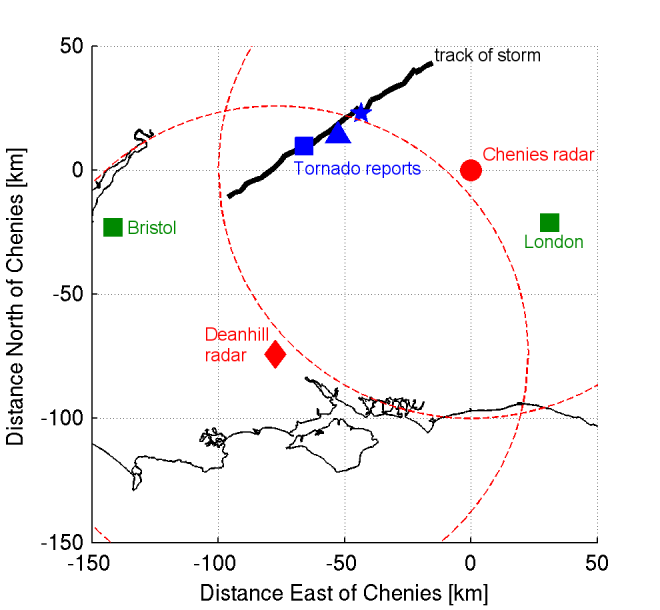 50
track of storm
Chenies radar
Tornado reports
0
Bristol
London
-50
Deanhill
radar
-100
-150
-150
-100
-50
0
50
Distance North of Chenies [km]
Distance East of Chenies [km]